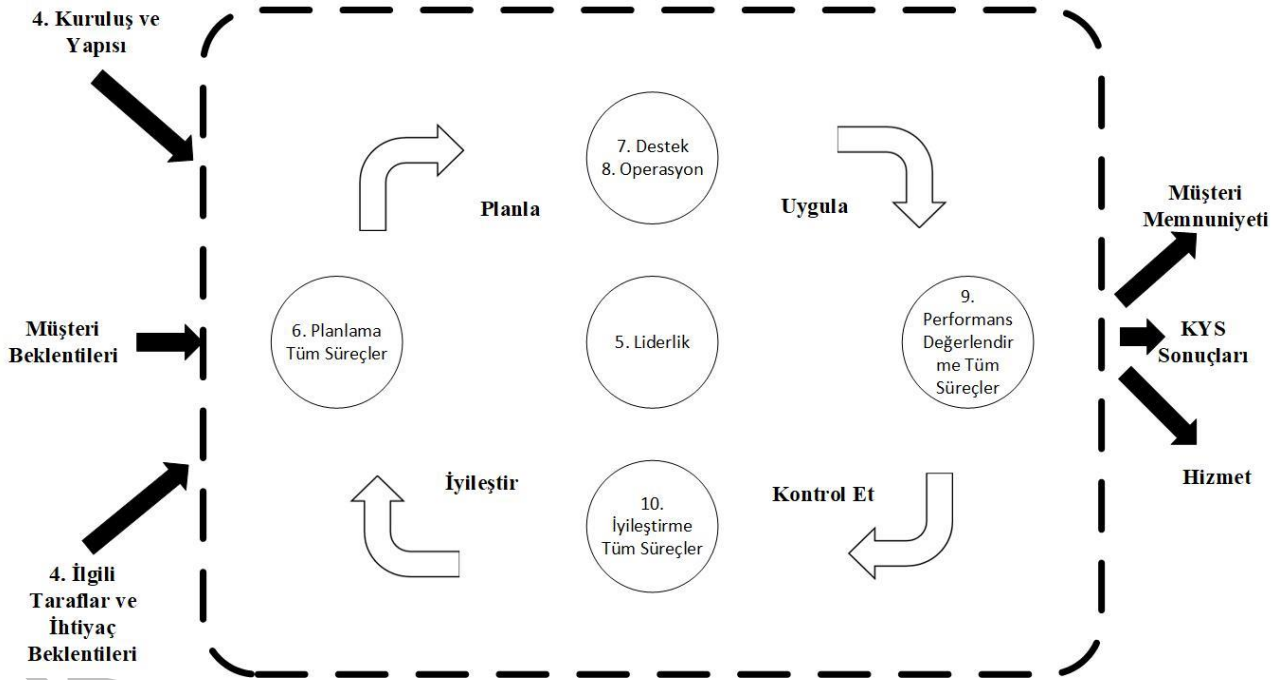 4. Kuruluş ve
Yapısı
7. Destek
8. Operasyon
Planla
Uygula
Müşteri
Memnuniyeti
Müşteri
Beklentileri
6. Planlama
Tüm Süreçler
5. Liderlik
9.
Performans
Değerlendir
me Tüm
Süreçler
KYS
Sonuçları
İyileştir
Kontrol Et
Hizmet
10.
İyileştirme
Tüm Süreçler
4. İlgili
Taraflar ve
İhtiyaç
Beklentileri